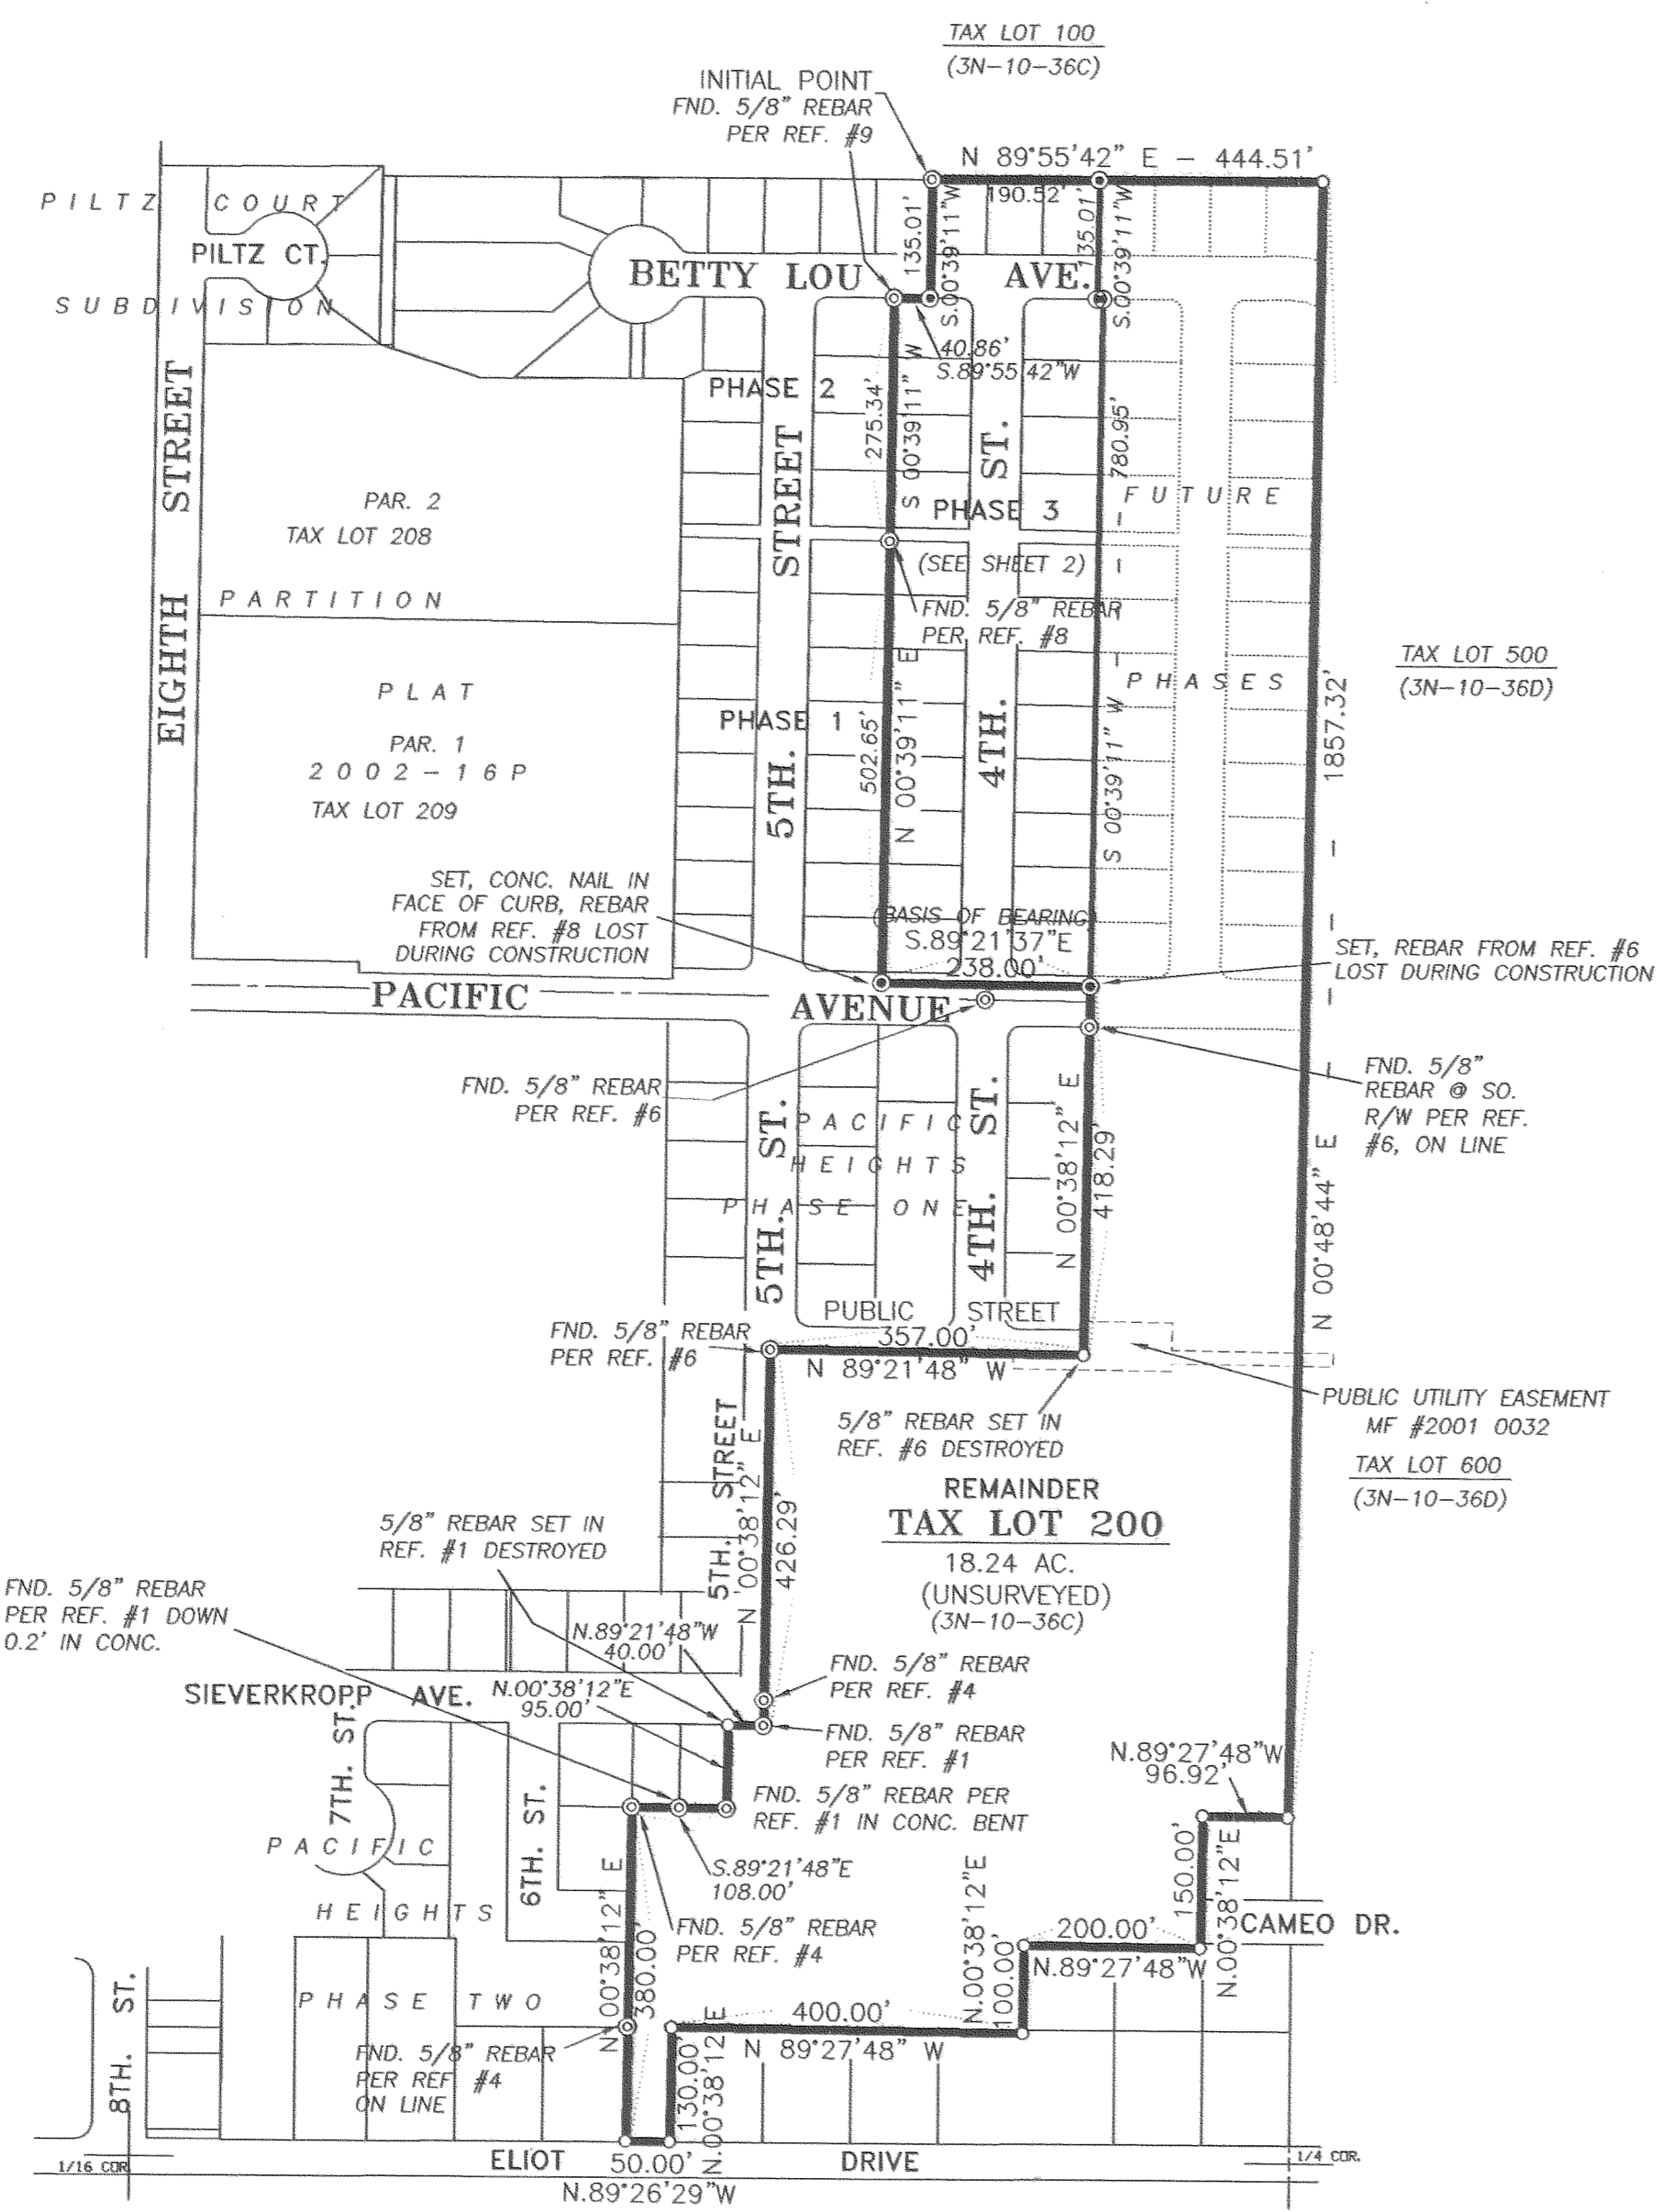 TAX LOT 100
(3N-10-36C)
INITIAL POINT
FND. 5/8" REBAR
PER REF. #9
N 89°55'42" E - 444.51'
190.52'
135.01'
S.00°39'11"W
135.01'
S.00°39'11"W
PILTZ COURT
PILTZ CT.
SUBDIVISION
BETTY LOU AVE.
40.86'
S.89°55'42"W
PHASE 2
275.34'
S 00°39'11" W
EIGHTH STREET
PAR. 2
TAX LOT 208
PARTITION
5TH. STREET
4TH. ST.
PHASE 3
(SEE SHEET 2)
780.95'
S 00°39'11" W
FUTURE
PHASES
FND. 5/8" REBAR
PER REF. #8
TAX LOT 500
(3N-10-36D)
PLAT
PAR. 1
2002-16P
TAX LOT 209
PHASE 1
502.65'
N 00°39'11" E
1857.32'
N 00°48'44" E
SET, CONC. NAIL IN
FACE OF CURB, REBAR
FROM REF. #8 LOST
DURING CONSTRUCTION
(BASIS OF BEARING)
S.89°21'37"E
238.00'
SET, REBAR FROM REF. #6
LOST DURING CONSTRUCTION
PACIFIC AVENUE
FND. 5/8" REBAR
PER REF. #6
FND. 5/8"
REBAR @ SO.
R/W PER REF.
#6, ON LINE
5TH. ST.
4TH. ST.
PACIFIC
HEIGHTS
PHASE ONE
N 00°38'12" E
418.29'
PUBLIC STREET
FND. 5/8" REBAR
PER REF. #6
357.00'
N 89°21'48" W
5/8" REBAR SET IN
REF. #6 DESTROYED
PUBLIC UTILITY EASEMENT
MF #2001 0032
TAX LOT 600
(3N-10-36D)
REMAINDER
TAX LOT 200
18.24 AC.
(UNSURVEYED)
(3N-10-36C)
5TH. STREET
N 00°38'12" E
426.29'
5/8" REBAR SET IN
REF. #1 DESTROYED
FND. 5/8" REBAR
PER REF. #1 DOWN
0.2' IN CONC.
N.89°21'48"W
40.00'
FND. 5/8" REBAR
PER REF. #4
SIEVERKROPP AVE.
N.00°38'12"E
95.00'
FND. 5/8" REBAR
PER REF. #1
7TH. ST.
6TH. ST.
FND. 5/8" REBAR PER
REF. #1 IN CONC. BENT
N.89°27'48"W
96.92'
PACIFIC
HEIGHTS
PHASE TWO
S.89°21'48"E
108.00'
FND. 5/8" REBAR
PER REF. #4
N 00°38'12" E
380.00'
150.00'
N.00°38'12"E
CAMEO DR.
200.00'
N.89°27'48"W
N.00°38'12"E
100.00'
400.00'
N 89°27'48" W
8TH. ST.
FND. 5/8" REBAR
PER REF #4
ON LINE
130.00'
N.00°38'12"E
1/16 COR.
ELIOT DRIVE
50.00'
N.89°26'29"W
1/4 COR.